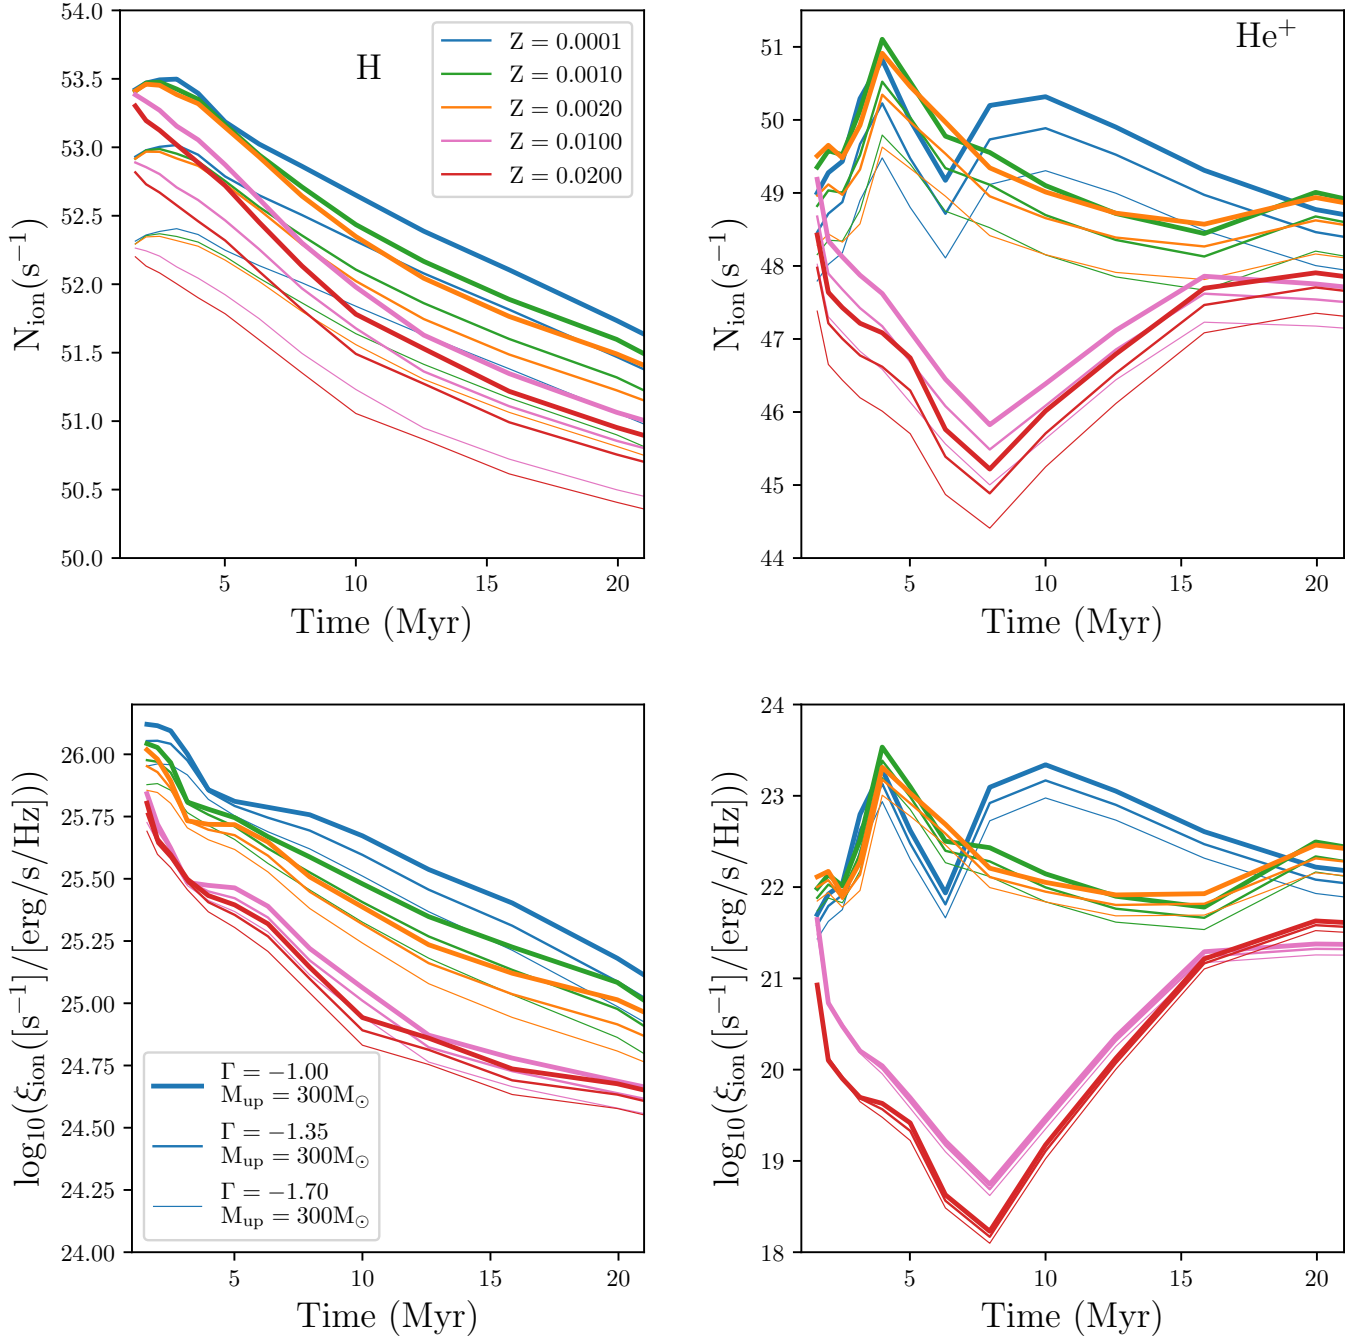 54.0
53.5
53.0
52.5
52.0
51.5
51.0
50.5
50.0
N_ion(s⁻¹)
H
Z = 0.0001
Z = 0.0010
Z = 0.0020
Z = 0.0100
Z = 0.0200
5 10 15 20
Time (Myr)
51
50
49
48
47
46
45
44
N_ion(s⁻¹)
He⁺
5 10 15 20
Time (Myr)
26.00
25.75
25.50
25.25
25.00
24.75
24.50
24.25
24.00
log₁₀(ξ_ion([s⁻¹]/[erg/s/Hz]))
Γ = −1.00
M_up = 300M_⊙
Γ = −1.35
M_up = 300M_⊙
Γ = −1.70
M_up = 300M_⊙
5 10 15 20
Time (Myr)
24
23
22
21
20
19
18
log₁₀(ξ_ion([s⁻¹]/[erg/s/Hz]))
5 10 15 20
Time (Myr)